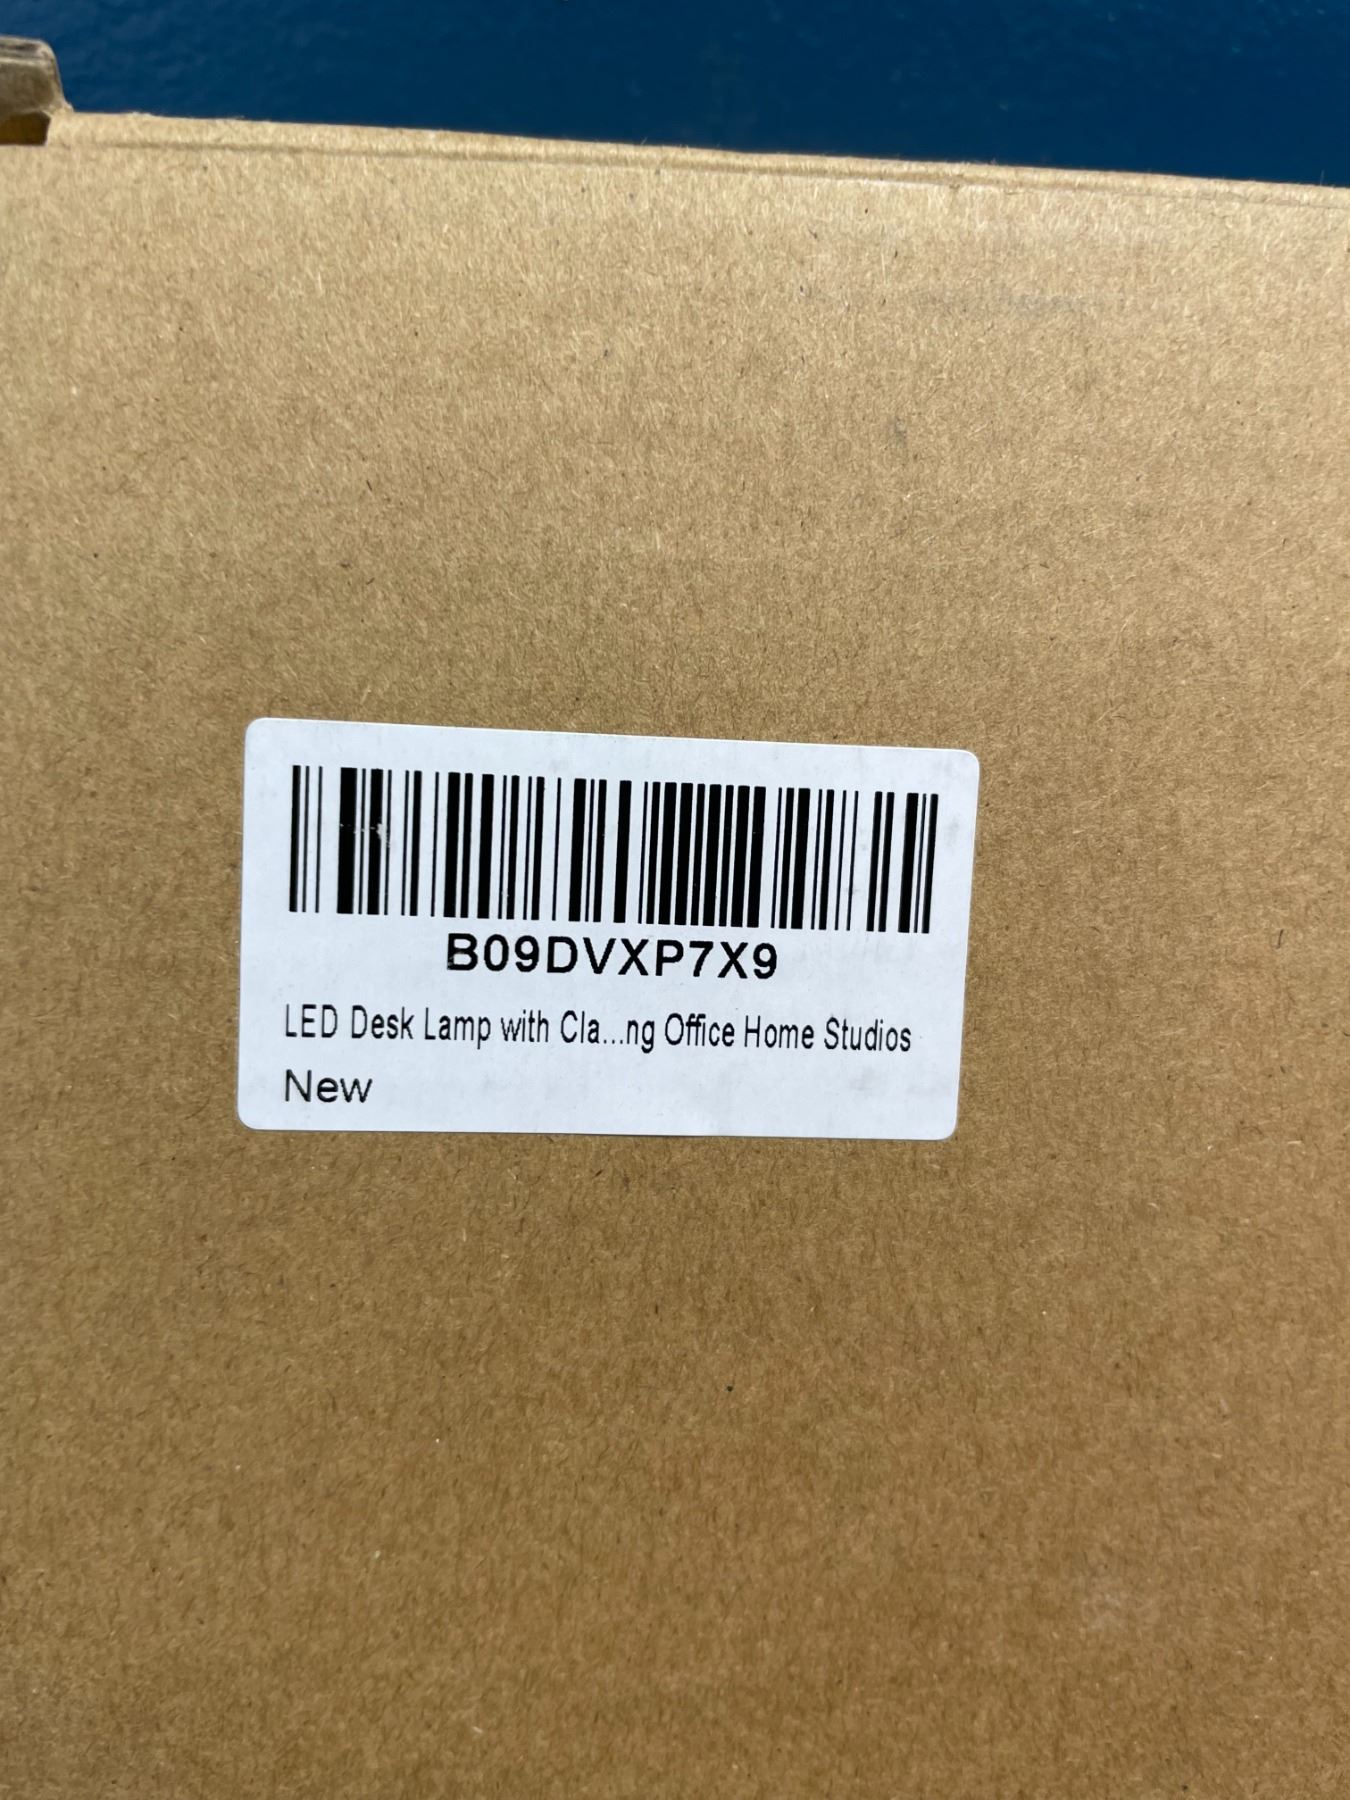 B09DVXP7X9
LED Desk Lamp with Cla...ng Office Home Studios
New